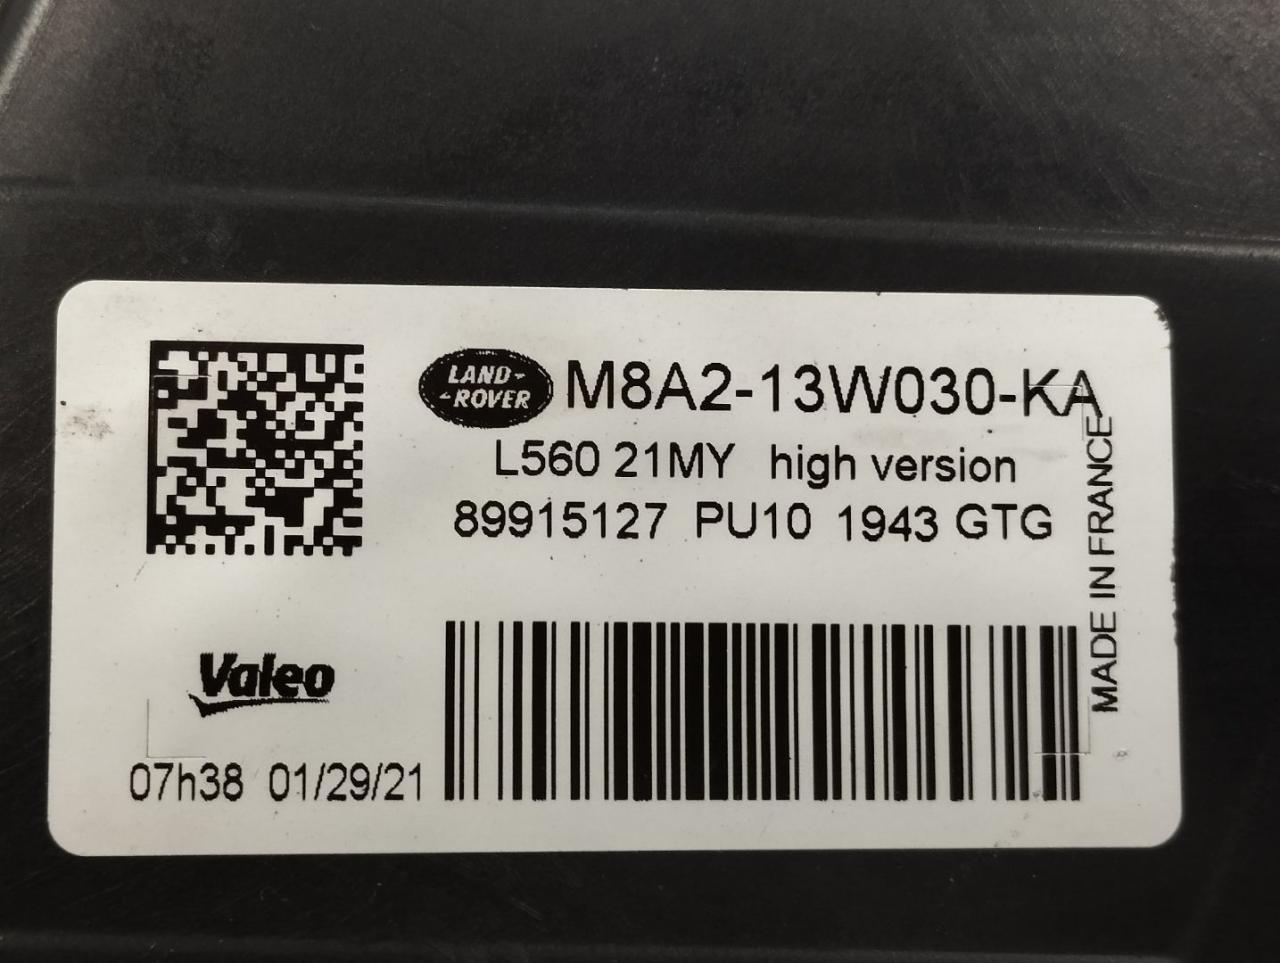 LAND-
-ROVER
M8A2-13W030-KA
L560 21MY high version
89915127 PU10 1943 GTG
MADE IN FRANCE
Valeo
07h38 01/29/21